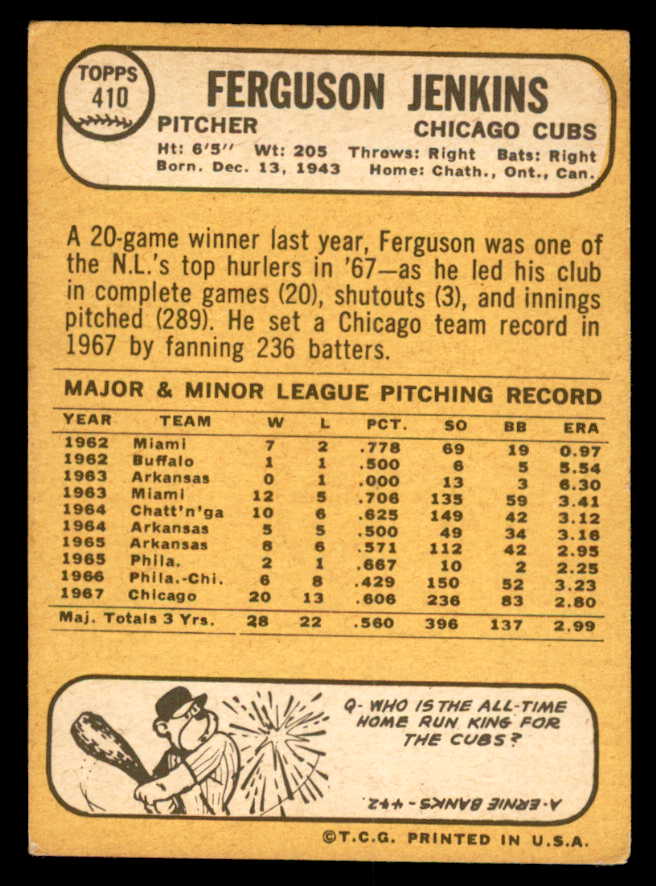 TOPPS
410
FERGUSON JENKINS
PITCHER CHICAGO CUBS
Ht: 6'5" Wt: 205 Throws: Right Bats: Right
Born. Dec. 13, 1943 Home: Chath., Ont., Can.
A 20-game winner last year, Ferguson was one of
the N.L.'s top hurlers in '67—as he led his club
in complete games (20), shutouts (3), and innings
pitched (289). He set a Chicago team record in
1967 by fanning 236 batters.
MAJOR & MINOR LEAGUE PITCHING RECORD
YEAR TEAM W L PCT. SO BB ERA
1962 Miami 7 2 .778 69 19 0.97
1962 Buffalo 1 1 .500 6 5 5.54
1963 Arkansas 0 1 .000 13 3 6.30
1963 Miami 12 5 .706 135 59 3.41
1964 Chatt'n'ga 10 6 .625 149 42 3.12
1964 Arkansas 5 5 .500 49 34 3.16
1965 Arkansas 8 6 .571 112 42 2.95
1965 Phila. 2 1 .667 10 2 2.25
1966 Phila.-Chi. 6 8 .429 150 52 3.23
1967 Chicago 20 13 .606 236 83 2.80
Maj. Totals 3 Yrs. 28 22 .560 396 137 2.99
Q- WHO IS THE ALL-TIME
HOME RUN KING FOR
THE CUBS?
A- ERNIE BANKS - 442.
©T.C.G. PRINTED IN U.S.A.